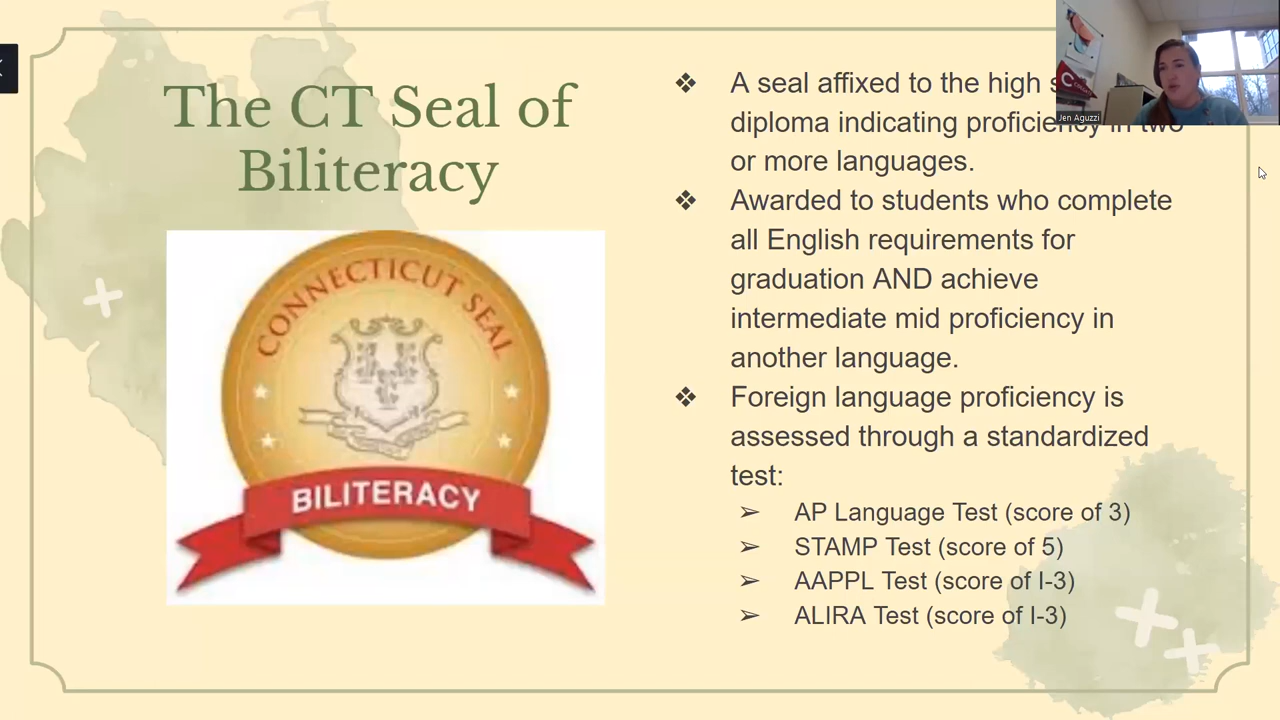 The CT Seal of
Biliteracy
CONNECTICUT SEAL
BILITERACY
❖ A seal affixed to the high
diploma indicating proficiency in two
or more languages.
❖ Awarded to students who complete
all English requirements for
graduation AND achieve
intermediate mid proficiency in
another language.
❖ Foreign language proficiency is
assessed through a standardized
test:
➢ AP Language Test (score of 3)
➢ STAMP Test (score of 5)
➢ AAPPL Test (score of I-3)
➢ ALIRA Test (score of I-3)
Jen Aguzzi